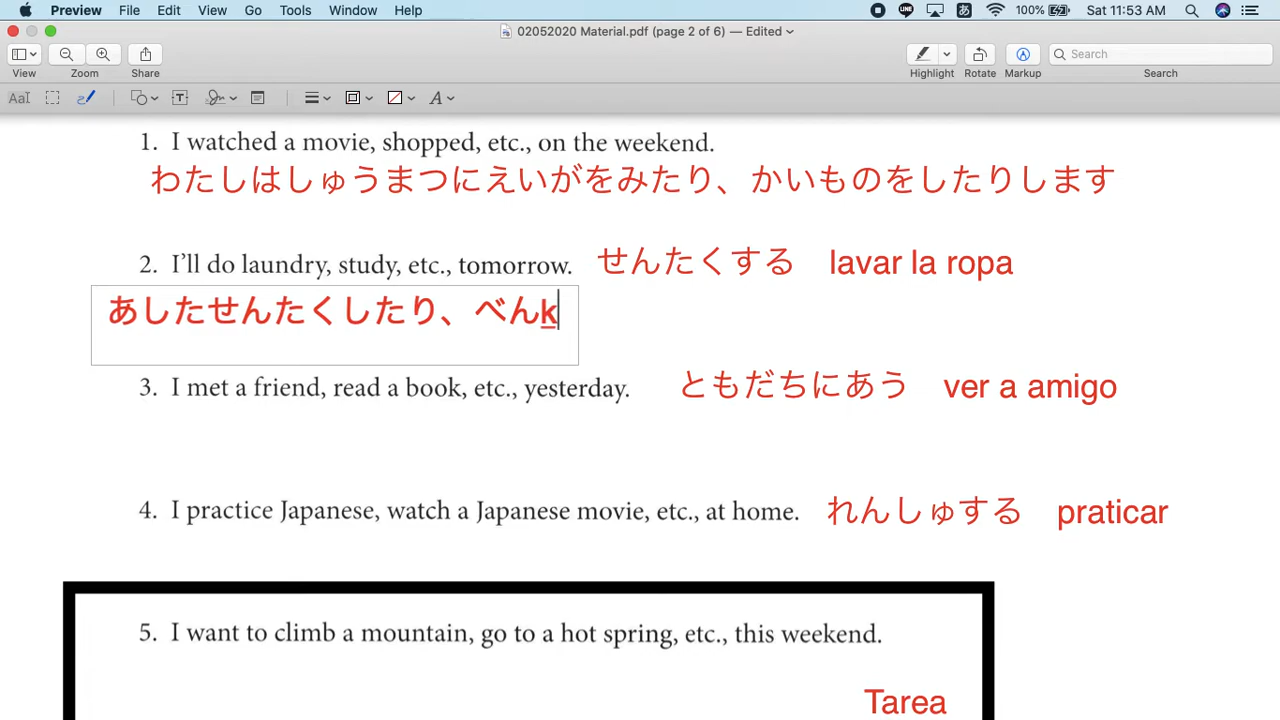 Preview File Edit View Go Tools Window Help 100% あ Sat 11:53 AM
02052020 Material.pdf (page 2 of 6) — Edited
View Zoom Share Highlight Rotate Markup Search Search
AaI T A
1. I watched a movie, shopped, etc., on the weekend.
わたしはしゅうまつにえいがをみたり、かいものをしたりします
2. I'll do laundry, study, etc., tomorrow. せんたくする lavar la ropa
あしたせんたくしたり、べんk
3. I met a friend, read a book, etc., yesterday. ともだちにあう ver a amigo
4. I practice Japanese, watch a Japanese movie, etc., at home. れんしゅする praticar
5. I want to climb a mountain, go to a hot spring, etc., this weekend.
Tarea